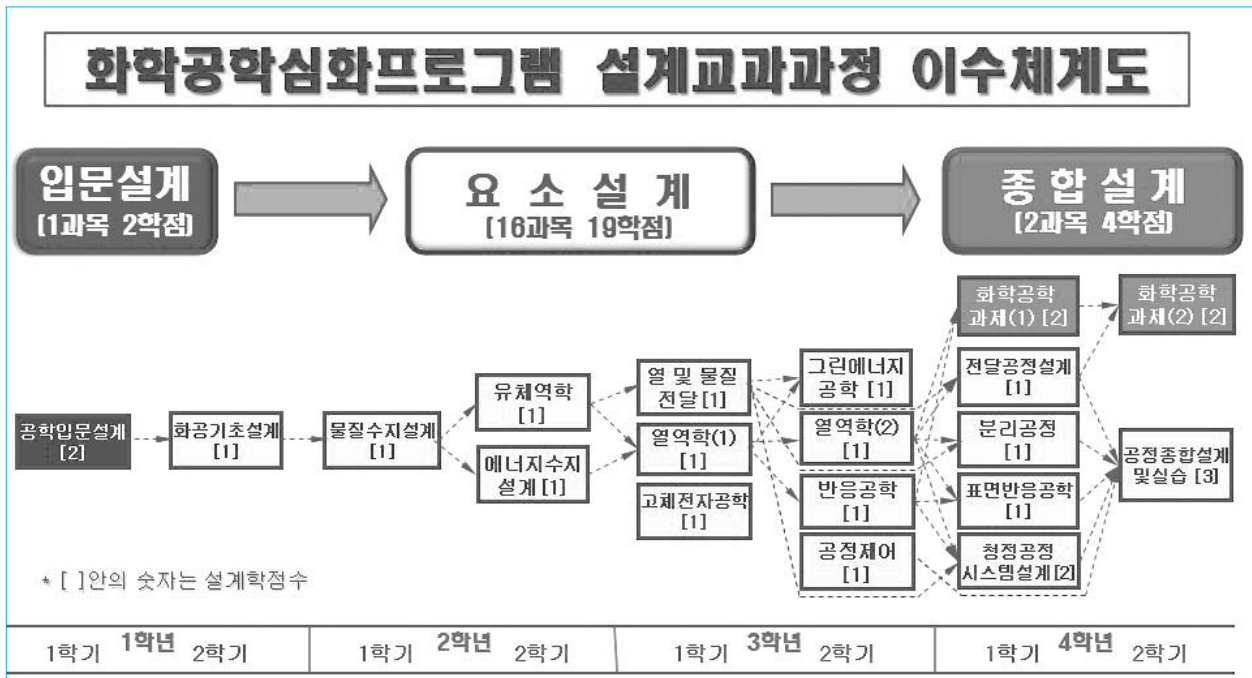 화학공학심화프로그램 설계교과과정 이수체계도
입문설계
(1과목 2학점)
요 소 설 계
(16과목 19학점)
종 합 설 계
(2과목 4학점)
공학입문설계
[2]
화공기초설계
[1]
물질수지설계
[1]
유체역학
[1]
에너지수지
설계[1]
열 및 물질
전달[1]
열역학(1)
[1]
고체전자공학
[1]
그린에너지
공학 [1]
열역학(2)
[1]
반응공학
[1]
공정제어
[1]
화학공학
과제(1) [2]
전달공정설계
[1]
분리공정
[1]
표면반응공학
[1]
청정공정
시스템설계[2]
화학공학
과제(2) [2]
공정종합설계
및실습 [3]
* [ ]안의 숫자는 설계학점수
1학기 1학년 2학기
1학기 2학년 2학기
1학기 3학년 2학기
1학기 4학년 2학기